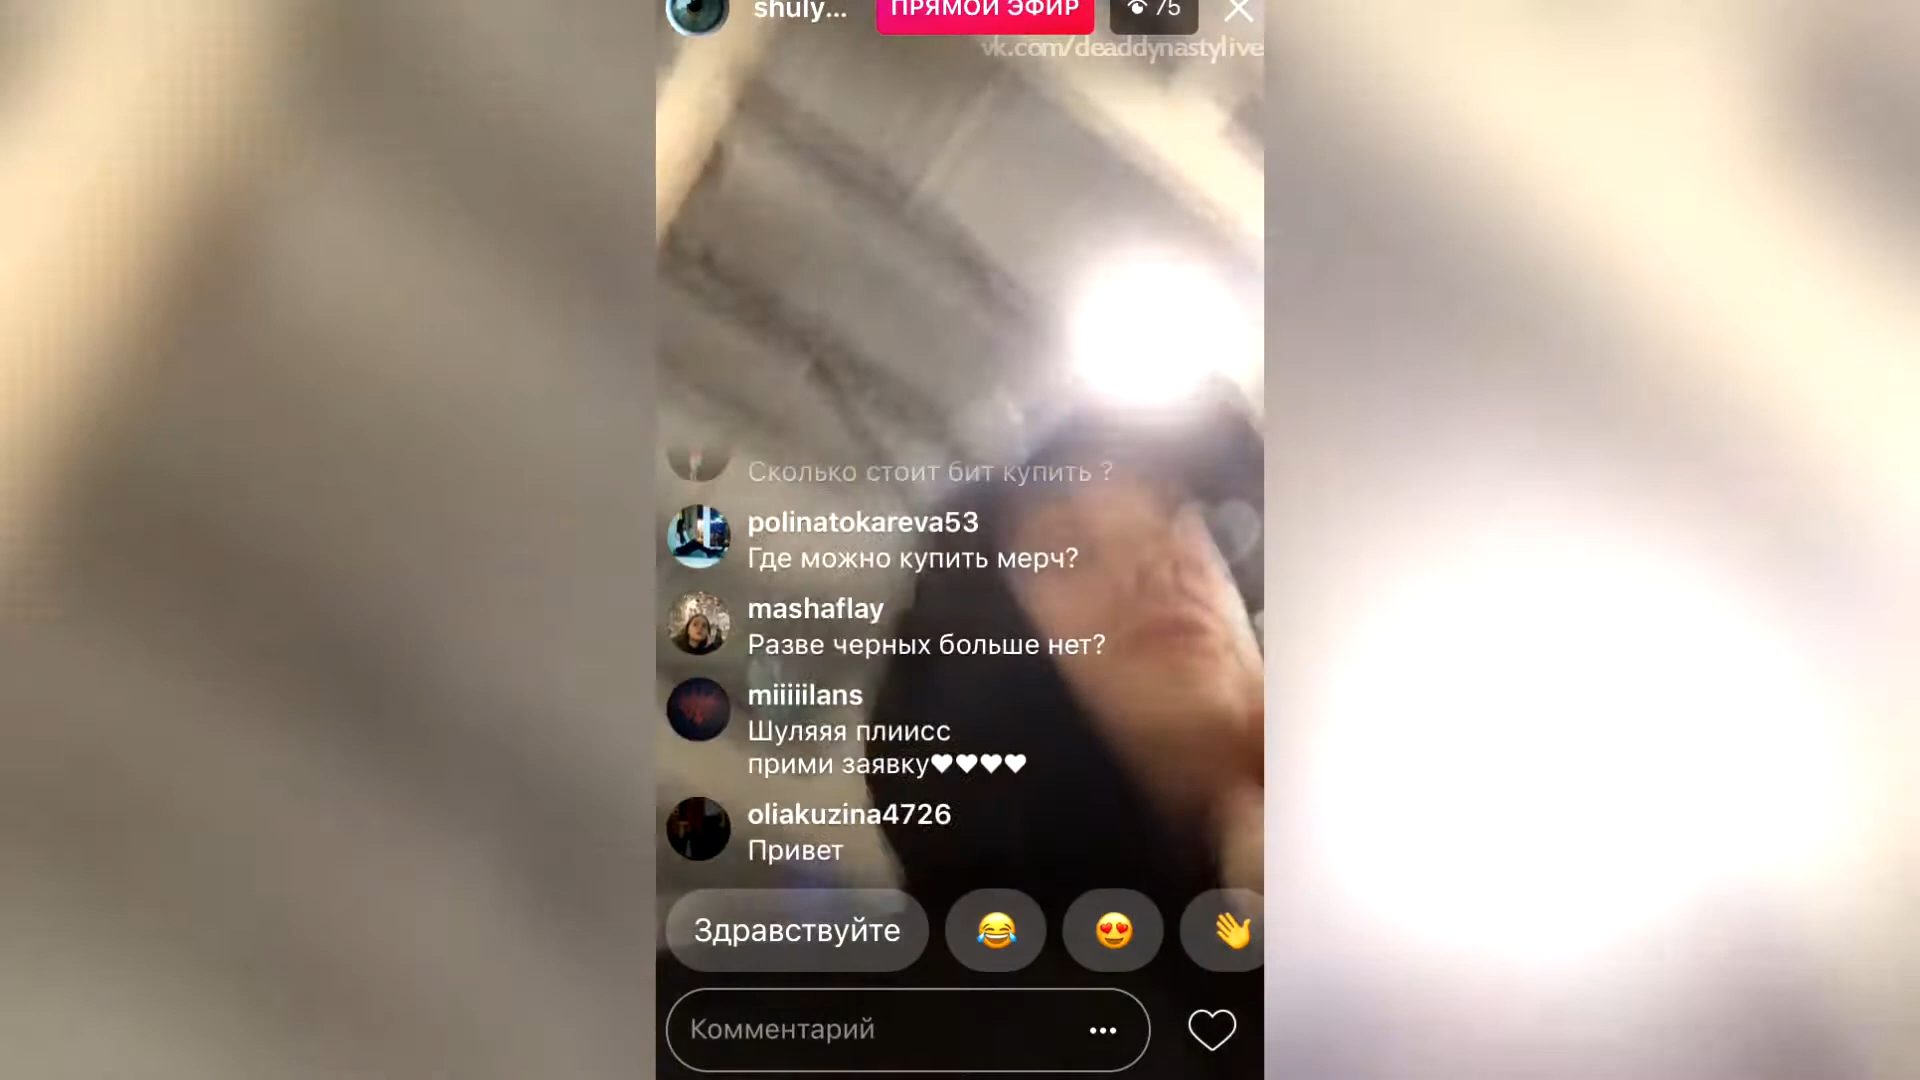 shuly...
ПРЯМОЙ ЭФИР
75
vk.com/deaddynastylive
Сколько стоит бит купить ?
polinatokareva53
Где можно купить мерч?
mashaflay
Разве черных больше нет?
miiiiilans
Шуляяя плиисс
прими заявку♥♥♥♥
oliakuzina4726
Привет
Здравствуйте 😂 😍 👋
Комментарий